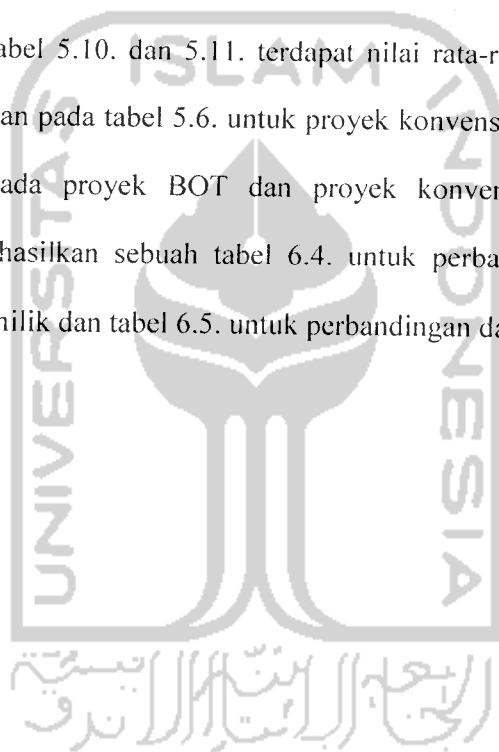 abel 5.10. dan 5.11. terdapat nilai rata-r
an pada tabel 5.6. untuk proyek konvens
ada proyek BOT dan proyek konver
hasilkan sebuah tabel 6.4. untuk perba
nilik dan tabel 6.5. untuk perbandingan da
ISLAM
UNIVERSITAS
INDONESIA